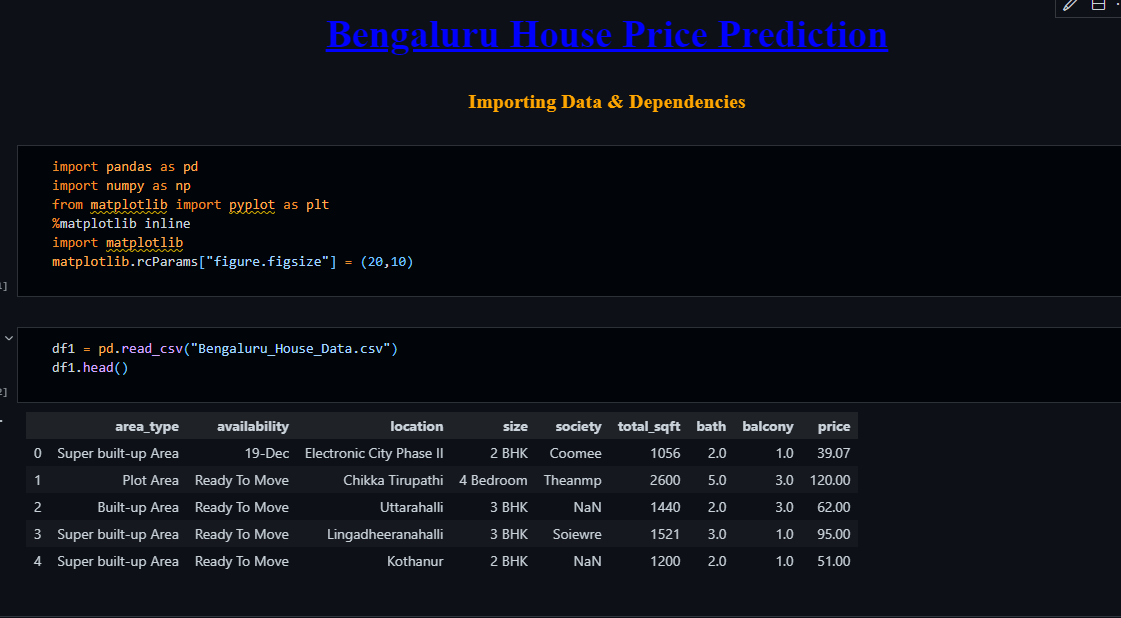 Bengaluru House Price Prediction
Importing Data & Dependencies
import pandas as pd
import numpy as np
from matplotlib import pyplot as plt
%matplotlib inline
import matplotlib
matplotlib.rcParams["figure.figsize"] = (20,10)
df1 = pd.read_csv("Bengaluru_House_Data.csv")
df1.head()
area_type availability location size society total_sqft bath balcony price
0 Super built-up Area 19-Dec Electronic City Phase II 2 BHK Coomee 1056 2.0 1.0 39.07
1 Plot Area Ready To Move Chikka Tirupathi 4 Bedroom Theanmp 2600 5.0 3.0 120.00
2 Built-up Area Ready To Move Uttarahalli 3 BHK NaN 1440 2.0 3.0 62.00
3 Super built-up Area Ready To Move Lingadheeranahalli 3 BHK Soiewre 1521 3.0 1.0 95.00
4 Super built-up Area Ready To Move Kothanur 2 BHK NaN 1200 2.0 1.0 51.00